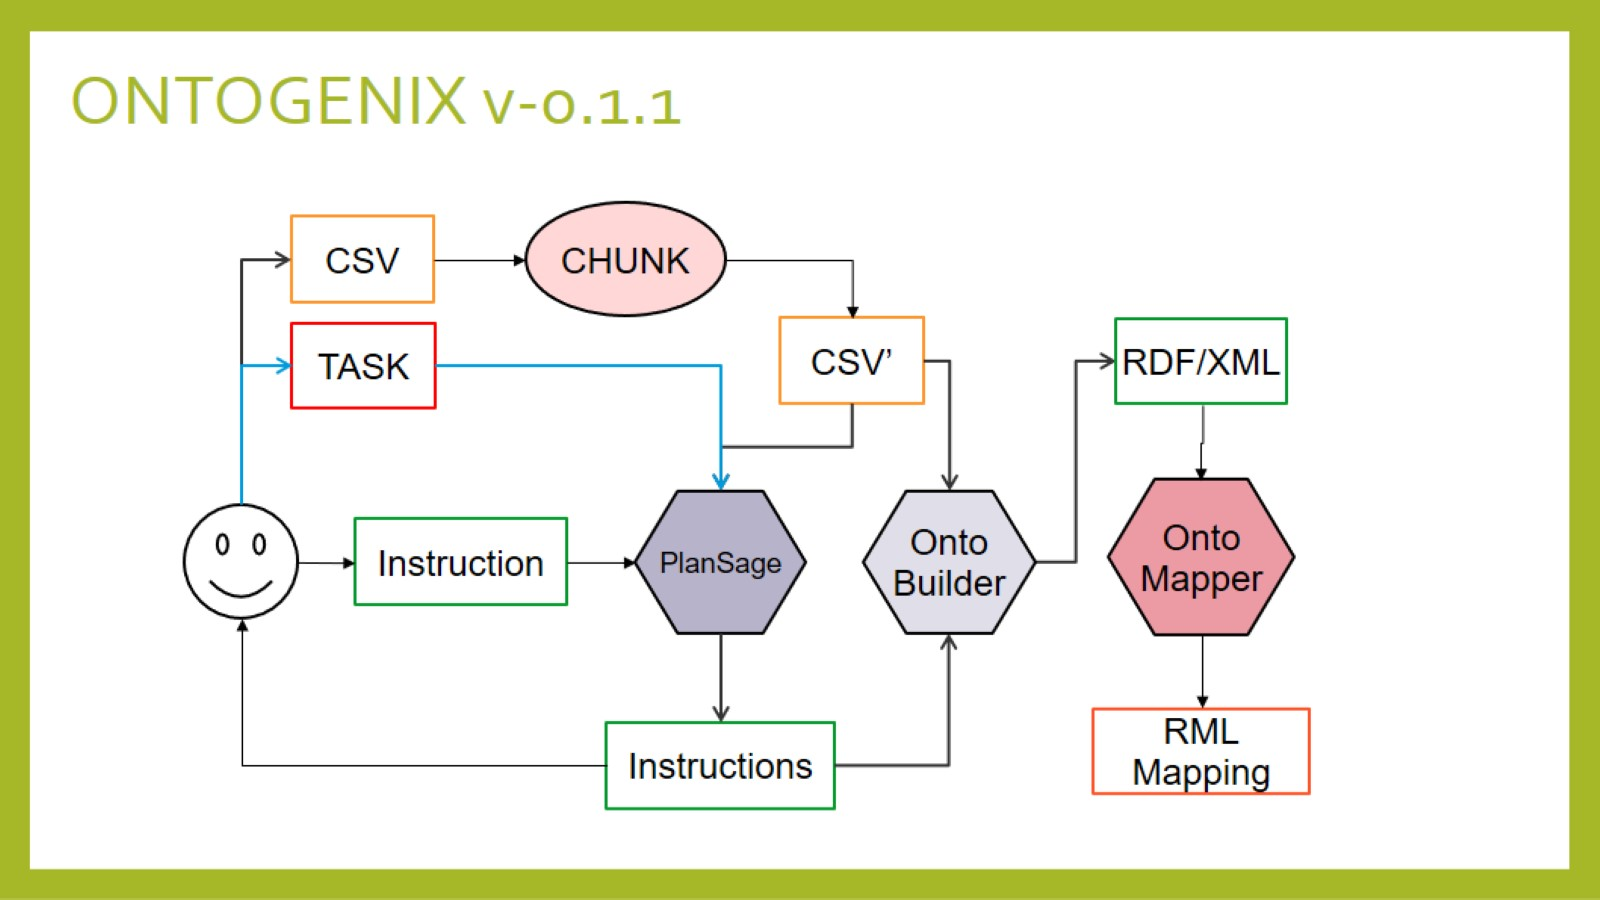 ONTOGENIX v-0.1.1
CSV
CHUNK
TASK
CSV’
RDF/XML
Instruction
PlanSage
Onto
Builder
Onto
Mapper
Instructions
RML
Mapping